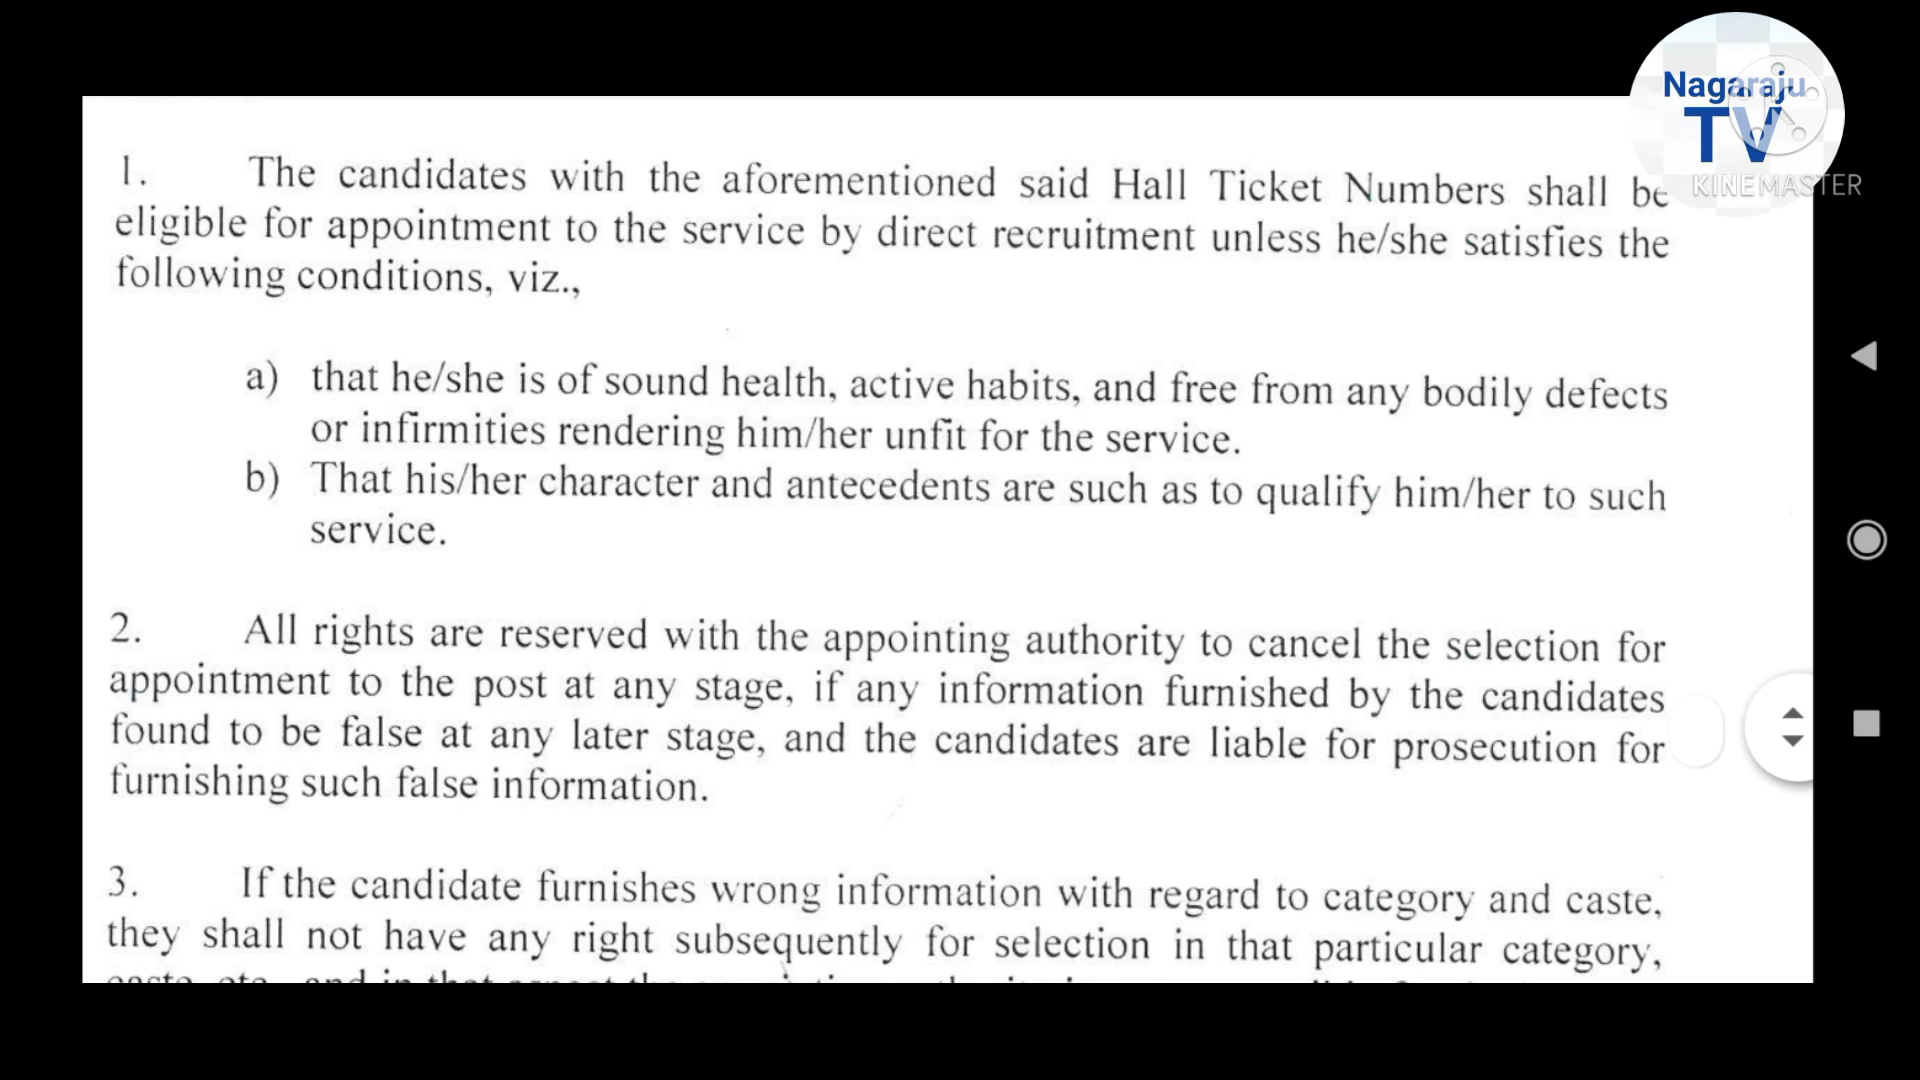 Nagaraju
TV
KINEMASTER
1. The candidates with the aforementioned said Hall Ticket Numbers shall be
eligible for appointment to the service by direct recruitment unless he/she satisfies the
following conditions, viz.,
a) that he/she is of sound health, active habits, and free from any bodily defects
or infirmities rendering him/her unfit for the service.
b) That his/her character and antecedents are such as to qualify him/her to such
service.
2. All rights are reserved with the appointing authority to cancel the selection for
appointment to the post at any stage, if any information furnished by the candidates
found to be false at any later stage, and the candidates are liable for prosecution for
furnishing such false information.
3. If the candidate furnishes wrong information with regard to category and caste,
they shall not have any right subsequently for selection in that particular category,